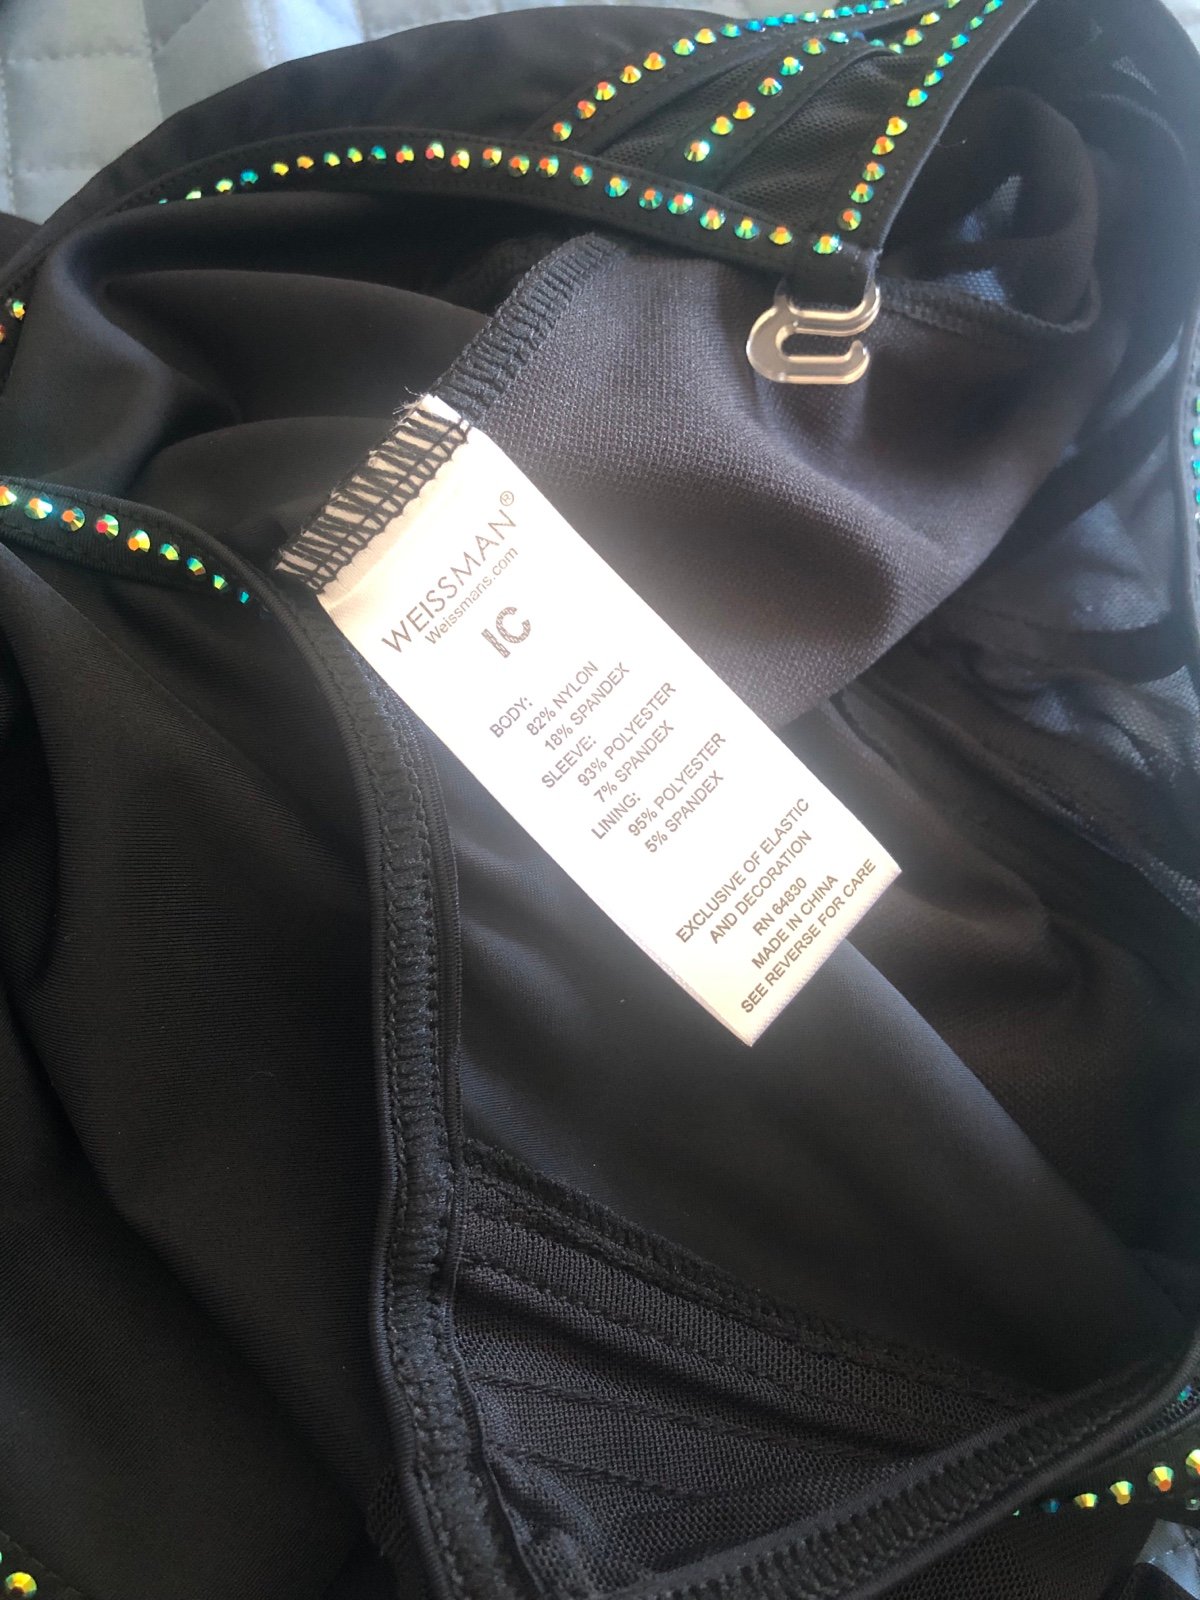 WEISSMAN®
Weissmans.com
IC
BODY:
82% NYLON
18% SPANDEX
SLEEVE:
93% POLYESTER
7% SPANDEX
LINING:
95% POLYESTER
5% SPANDEX
EXCLUSIVE OF ELASTIC
AND DECORATION
RN 64830
MADE IN CHINA
SEE REVERSE FOR CARE